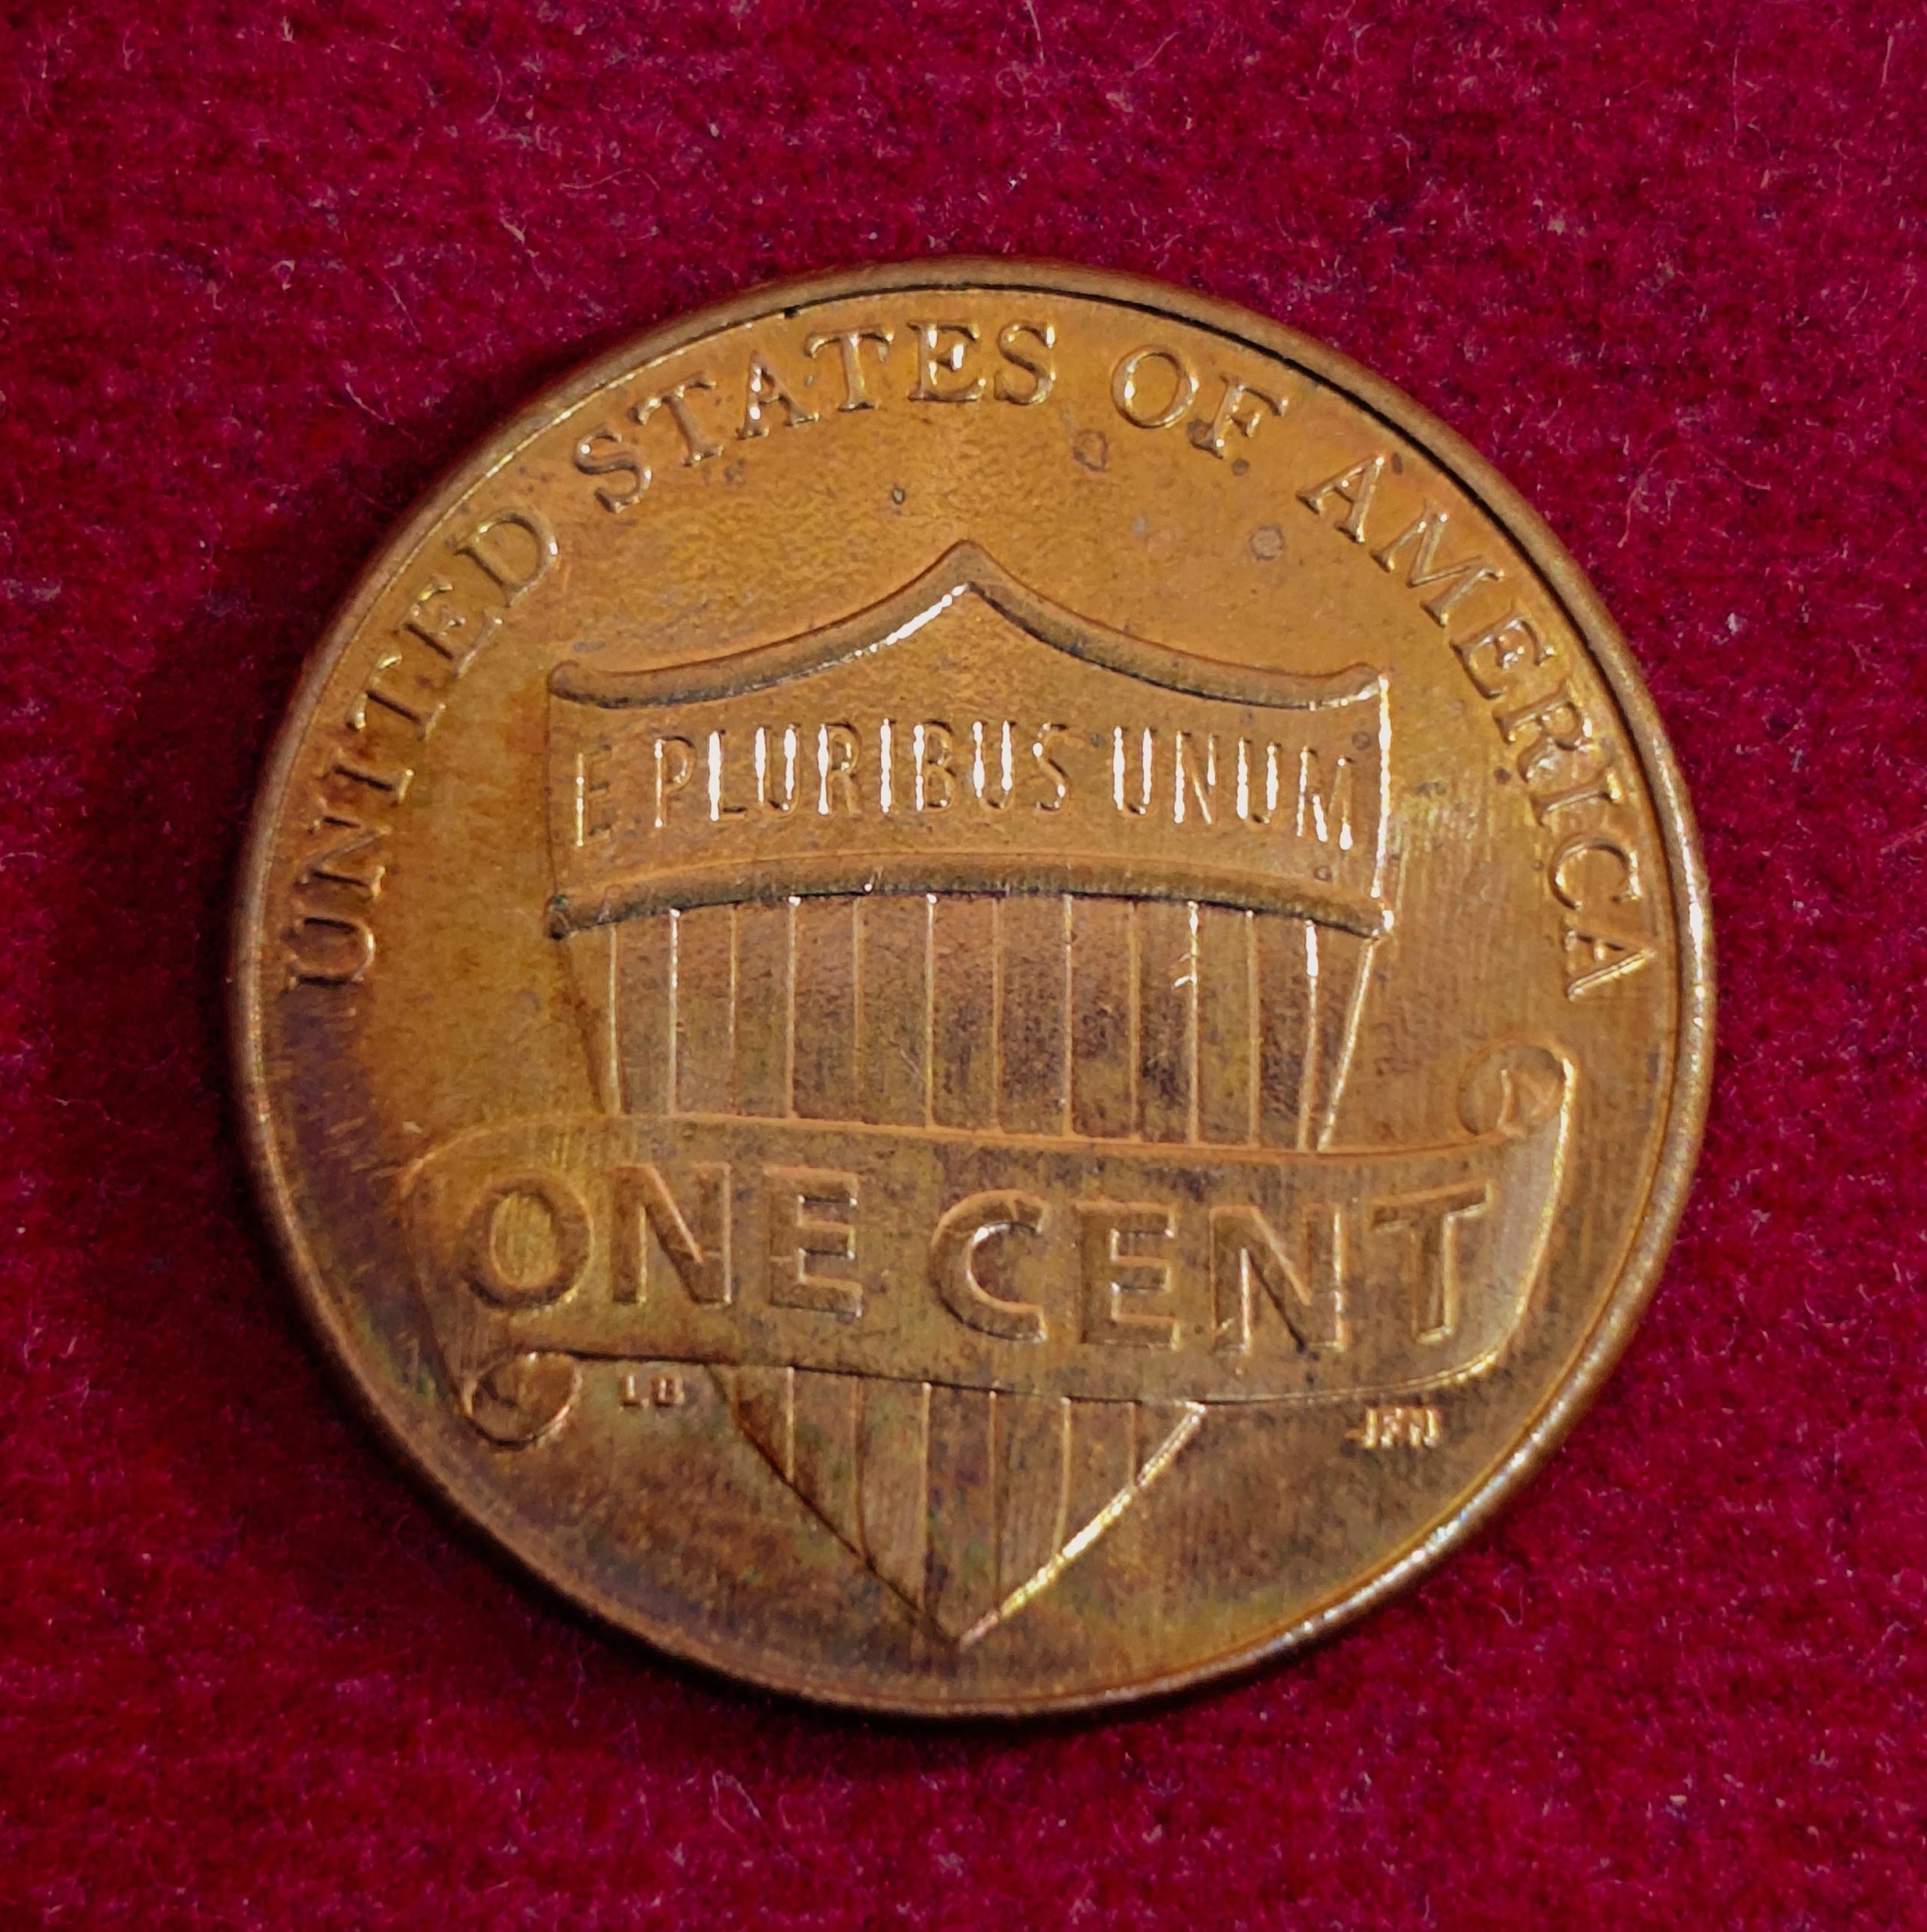 UNITED STATES OF AMERICA
E PLURIBUS UNUM
ONE CENT
LB
JFM